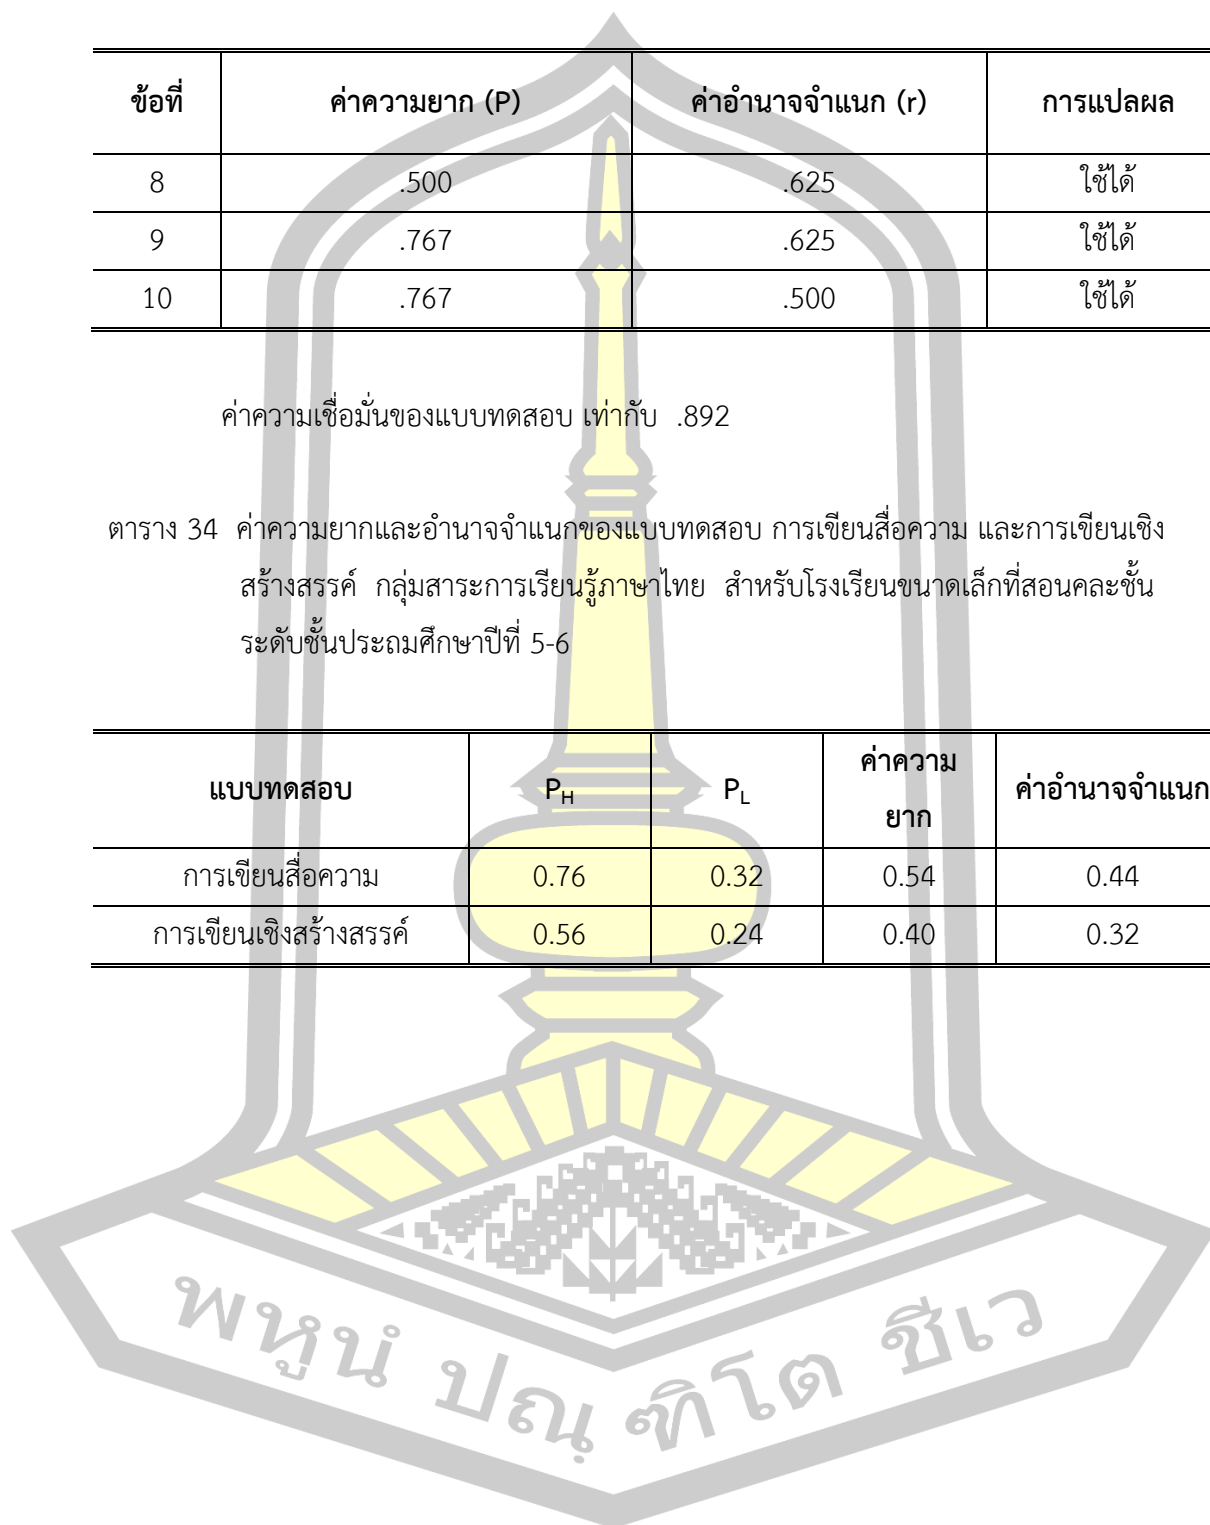 ข้อที่ ค่าความยาก (P) ค่าอำนาจจำแนก (r) การแปลผล
8 .500 .625 ใช้ได้
9 .767 .625 ใช้ได้
10 .767 .500 ใช้ได้
ค่าความเชื่อมั่นของแบบทดสอบ เท่ากับ .892
ตาราง 34 ค่าความยากและอำนาจจำแนกของแบบทดสอบ การเขียนสื่อความ และการเขียนเชิง
สร้างสรรค์ กลุ่มสาระการเรียนรู้ภาษาไทย สำหรับโรงเรียนขนาดเล็กที่สอนคละชั้น
ระดับชั้นประถมศึกษาปีที่ 5-6
แบบทดสอบ P_H P_L ค่าความ
ยาก ค่าอำนาจจำแนก
การเขียนสื่อความ 0.76 0.32 0.54 0.44
การเขียนเชิงสร้างสรรค์ 0.56 0.24 0.40 0.32
พหูนํ ปณฺ ฑิโต ชีเว